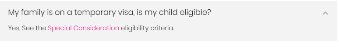 My family is on a temporary visa, is my child eligible?
Yes, See the Special Consideration eligibility criteria.